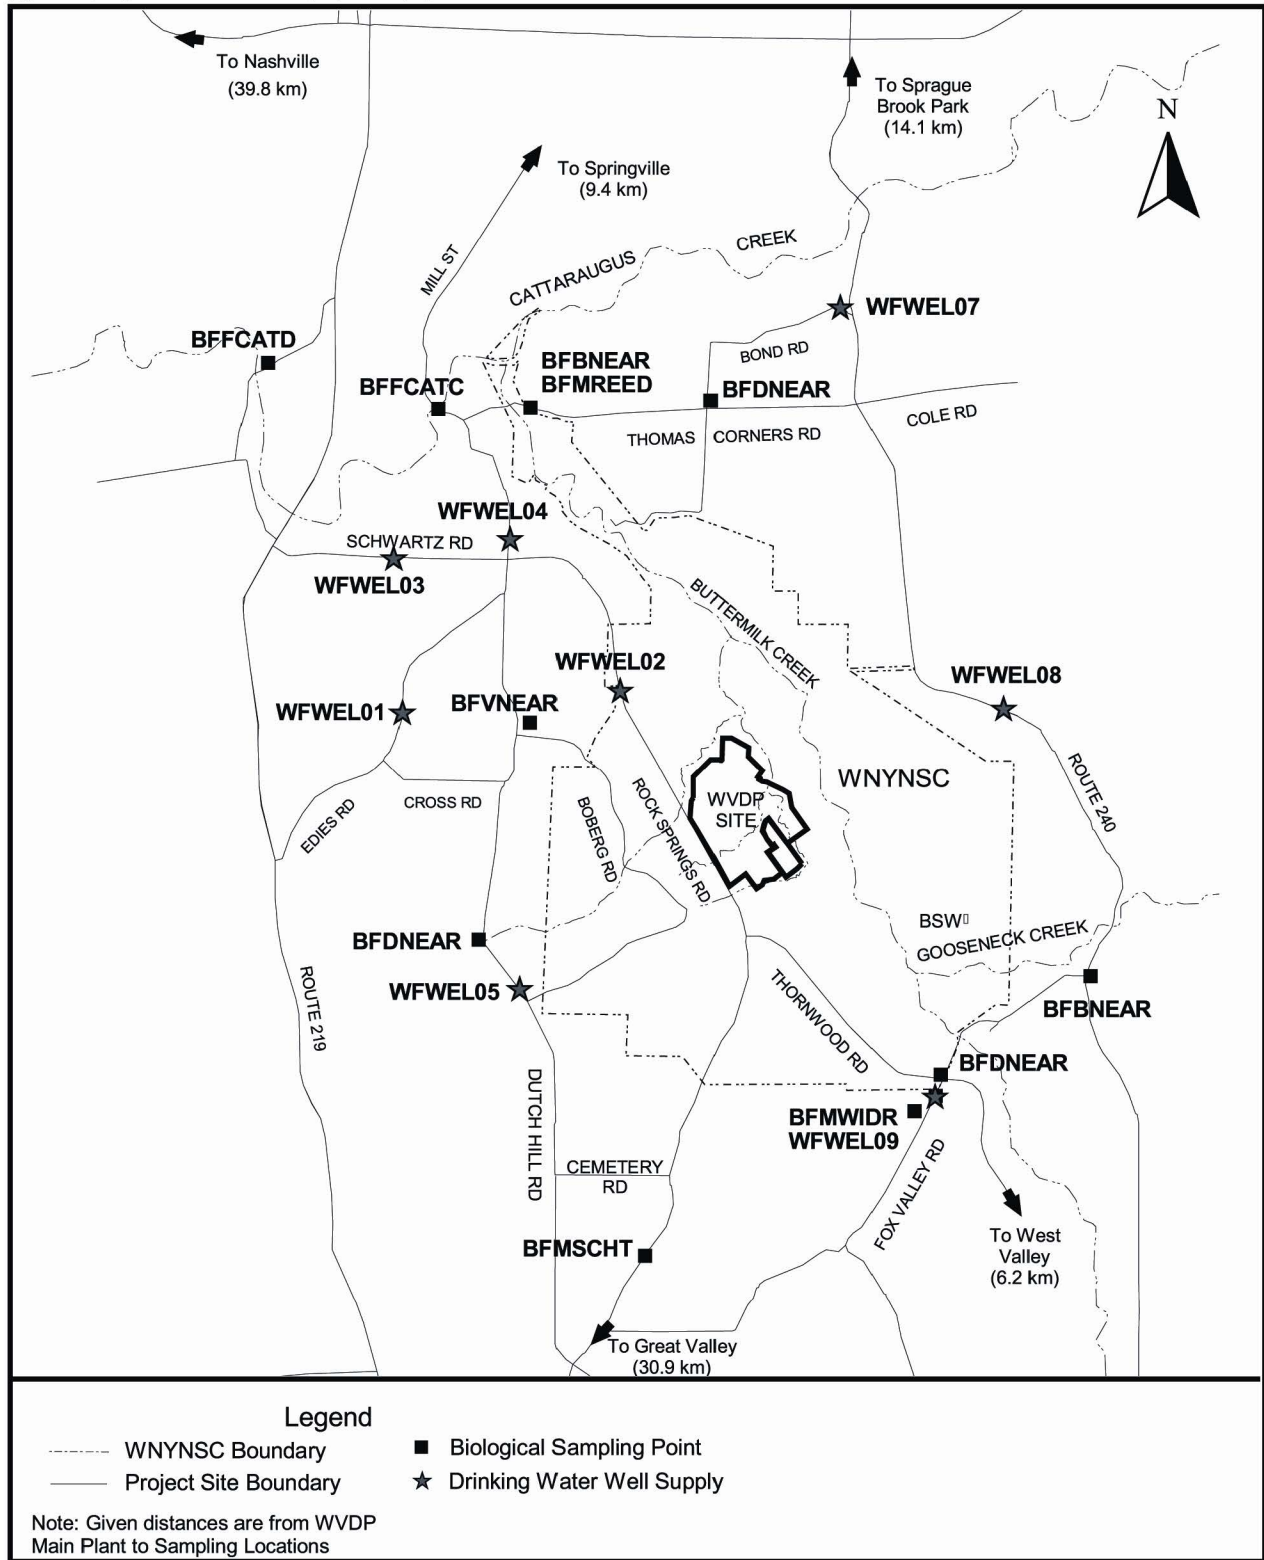 To Nashville
(39.8 km)
To Sprague
Brook Park
(14.1 km)
N
To Springville
(9.4 km)
MILL ST
CATTARAUGUS
CREEK
WFWEL07
BFFCATD
BOND RD
BFBNEAR
BFMREED
BFFCATC
BFDNEAR
COLE RD
THOMAS CORNERS RD
WFWEL04
SCHWARTZ RD
WFWEL03
BUTTERMILK CREEK
WFWEL02
WFWEL08
BFVNEAR
WFWEL01
WNYNSC
WVDP
SITE
ROUTE 240
CROSS RD
EDIES RD
BOBERG RD
ROCK SPRINGS RD
BSW▯
GOOSENECK CREEK
BFDNEAR
WFWEL05
ROUTE 219
THORNWOOD RD
BFBNEAR
BFDNEAR
DUTCH HILL RD
BFMWIDR
WFWEL09
CEMETERY
RD
FOX VALLEY RD
BFMSCHT
To West
Valley
(6.2 km)
To Great Valley
(30.9 km)
Legend
WNYNSC Boundary
Biological Sampling Point
Project Site Boundary
Drinking Water Well Supply
Note: Given distances are from WVDP
Main Plant to Sampling Locations